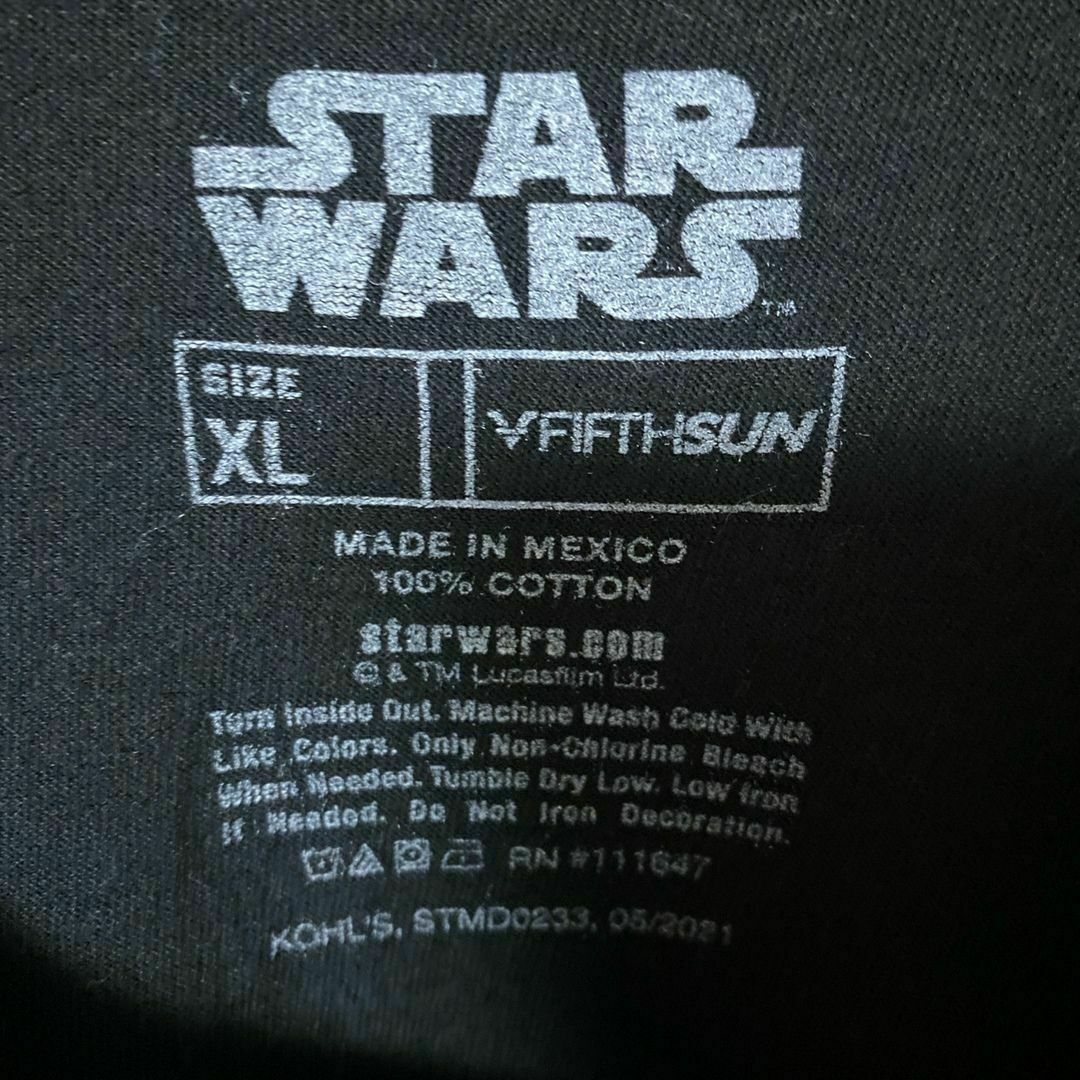 STAR
WARS
TM
SIZE
XL
FIFTHSUN
MADE IN MEXICO
100% COTTON
starwars.com
© & TM Lucasfilm Ltd.
Turn Inside Out. Machine Wash Cold With
Like Colors. Only Non-Chlorine Bleach
When Needed. Tumble Dry Low. Low Iron
If Needed. Do Not Iron Decoration.
RN #111647
KOHL'S, STMD0233, 05/2021